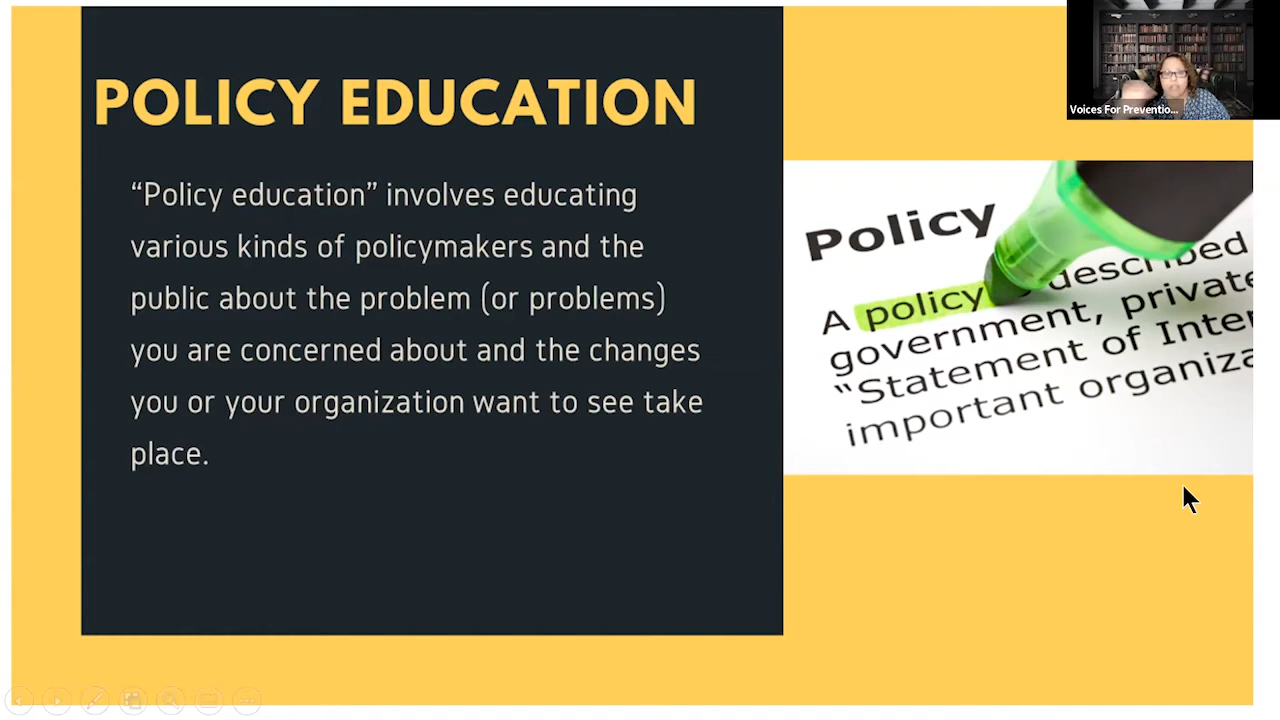 POLICY EDUCATION
“Policy education” involves educating
various kinds of policymakers and the
public about the problem (or problems)
you are concerned about and the changes
you or your organization want to see take
place.
Voices For Preventio...
Policy
A policy described
government, private
“Statement of Inter
important organiza